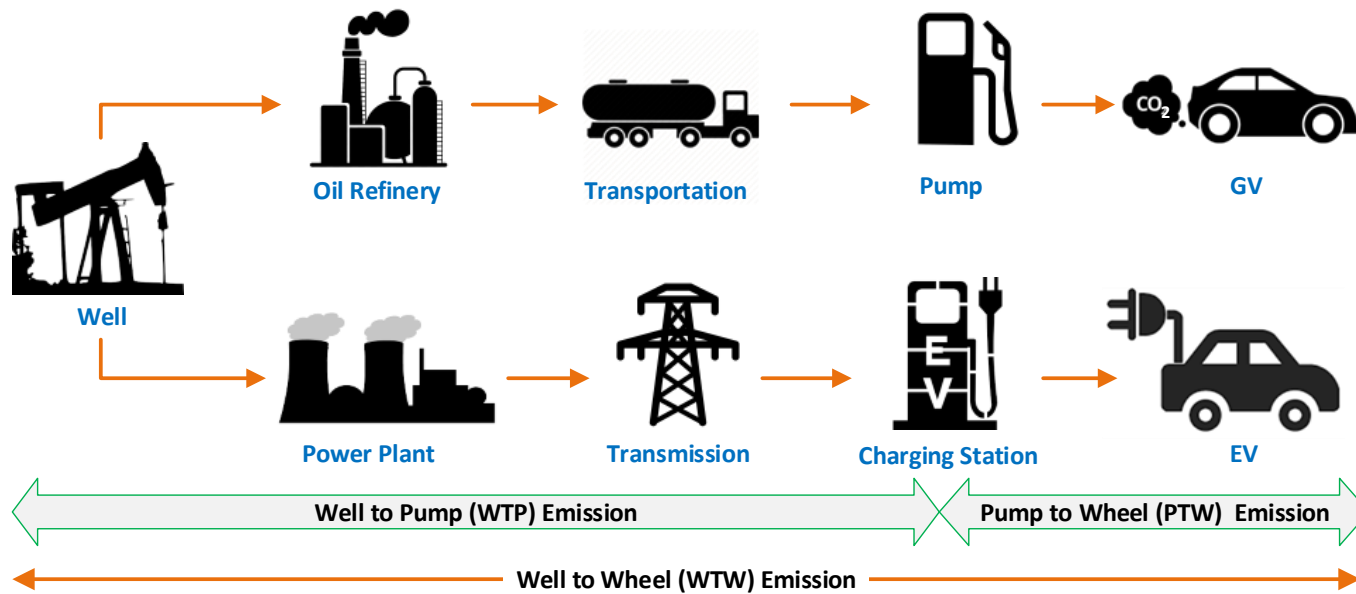 CO2
Oil Refinery
Transportation
Pump
GV
Well
E
V
Power Plant
Transmission
Charging Station
EV
Well to Pump (WTP) Emission
Pump to Wheel (PTW) Emission
Well to Wheel (WTW) Emission